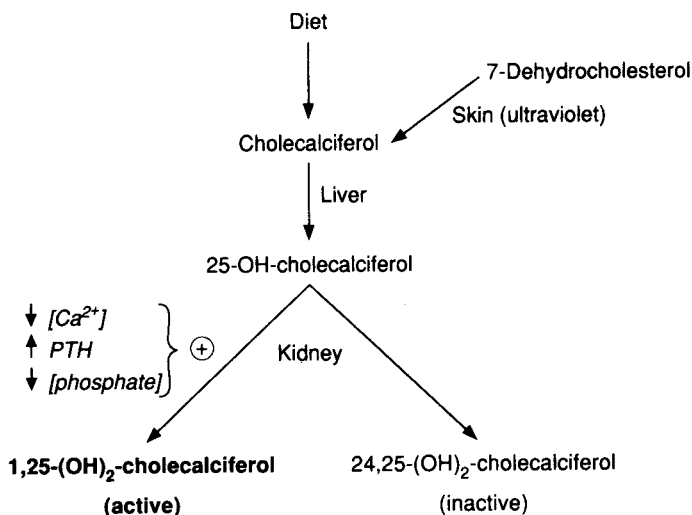 Diet
7-Dehydrocholesterol
Skin (ultraviolet)
Cholecalciferol
Liver
25-OH-cholecalciferol
↓ [Ca²⁺]
↑ PTH
↓ [phosphate]
+
Kidney
1,25-(OH)₂-cholecalciferol
(active)
24,25-(OH)₂-cholecalciferol
(inactive)